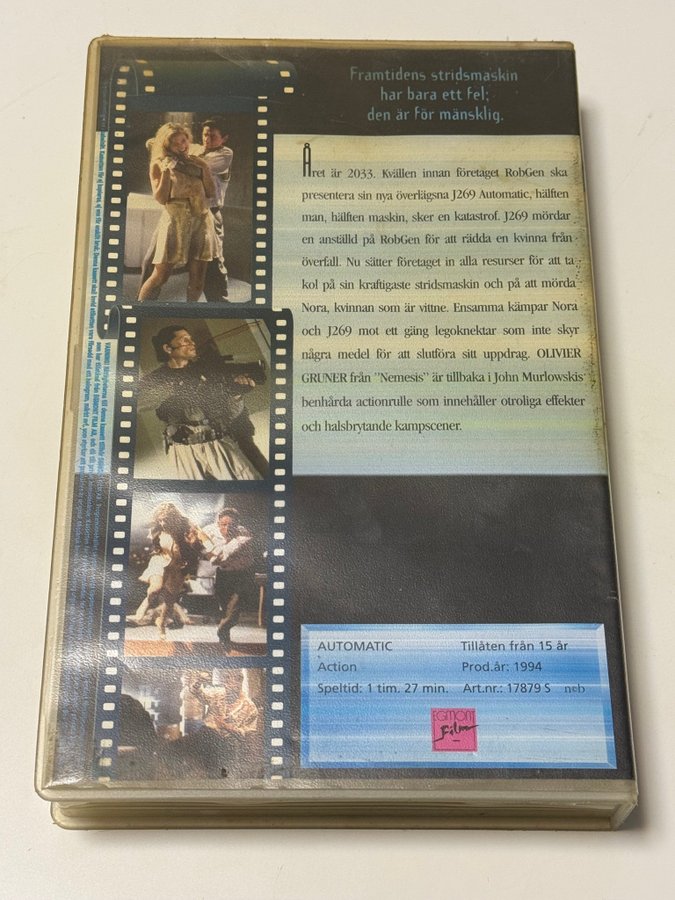 Framtidens stridsmaskin
har bara ett fel;
den är för mänsklig.
Året är 2033. Kvällen innan företaget RobGen ska
presentera sin nya överlägsna J269 Automatic, hälften
man, hälften maskin, sker en katastrof. J269 mördar
en anställd på RobGen för att rädda en kvinna från
överfall. Nu sätter företaget in alla resurser för att ta
kol på sin kraftigaste stridsmaskin och på att mörda
Nora, kvinnan som är vittne. Ensamma kämpar Nora
och J269 mot ett gäng legoknektar som inte skyr
några medel för att slutföra sitt uppdrag. OLIVIER
GRUNER från "Nemesis" är tillbaka i John Murlowskis
benhårda actionrulle som innehåller otroliga effekter
och halsbrytande kampscener.
AUTOMATIC Tillåten från 15 år
Action Prod.år: 1994
Speltid: 1 tim. 27 min. Art.nr.: 17879 S ncb
EGMONT
Film